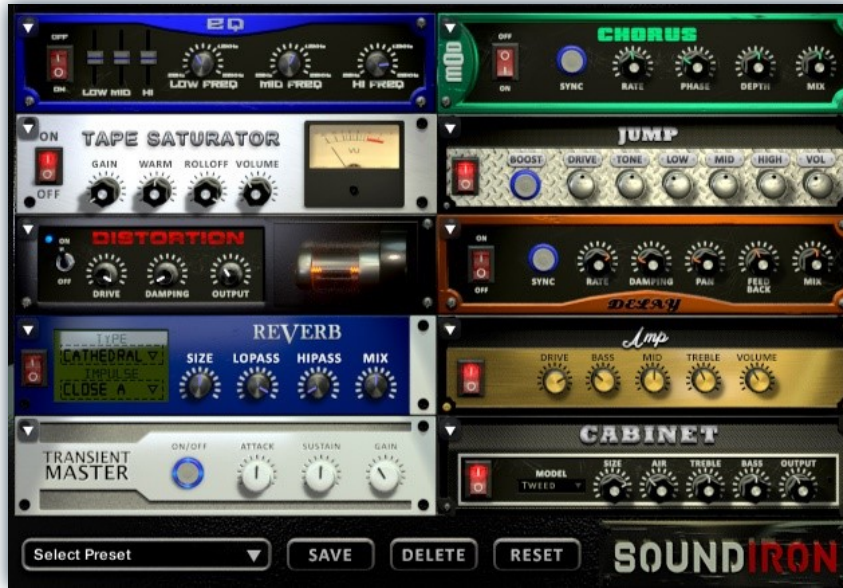 EQ
OFF
ON
LOW MID HI
LOW FREQ MID FREQ HI FREQ
MOD
CHORUS
OFF
ON
SYNC RATE PHASE DEPTH MIX
TAPE SATURATOR
ON
OFF
GAIN WARM ROLLOFF VOLUME
VU
JUMP
BOOST DRIVE TONE LOW MID HIGH VOL
DISTORTION
ON
OFF
DRIVE DAMPING OUTPUT
ON
OFF
SYNC RATE DAMPING PAN FEED BACK MIX
DELAY
REVERB
TYPE
CATHEDRAL
IMPULSE
CLOSE A
SIZE LOPASS HIPASS MIX
Amp
DRIVE BASS MID TREBLE VOLUME
TRANSIENT
MASTER
ON/OFF ATTACK SUSTAIN GAIN
CABINET
MODEL
TWEED
SIZE AIR TREBLE BASS OUTPUT
Select Preset
SAVE DELETE RESET
SOUNDIRON